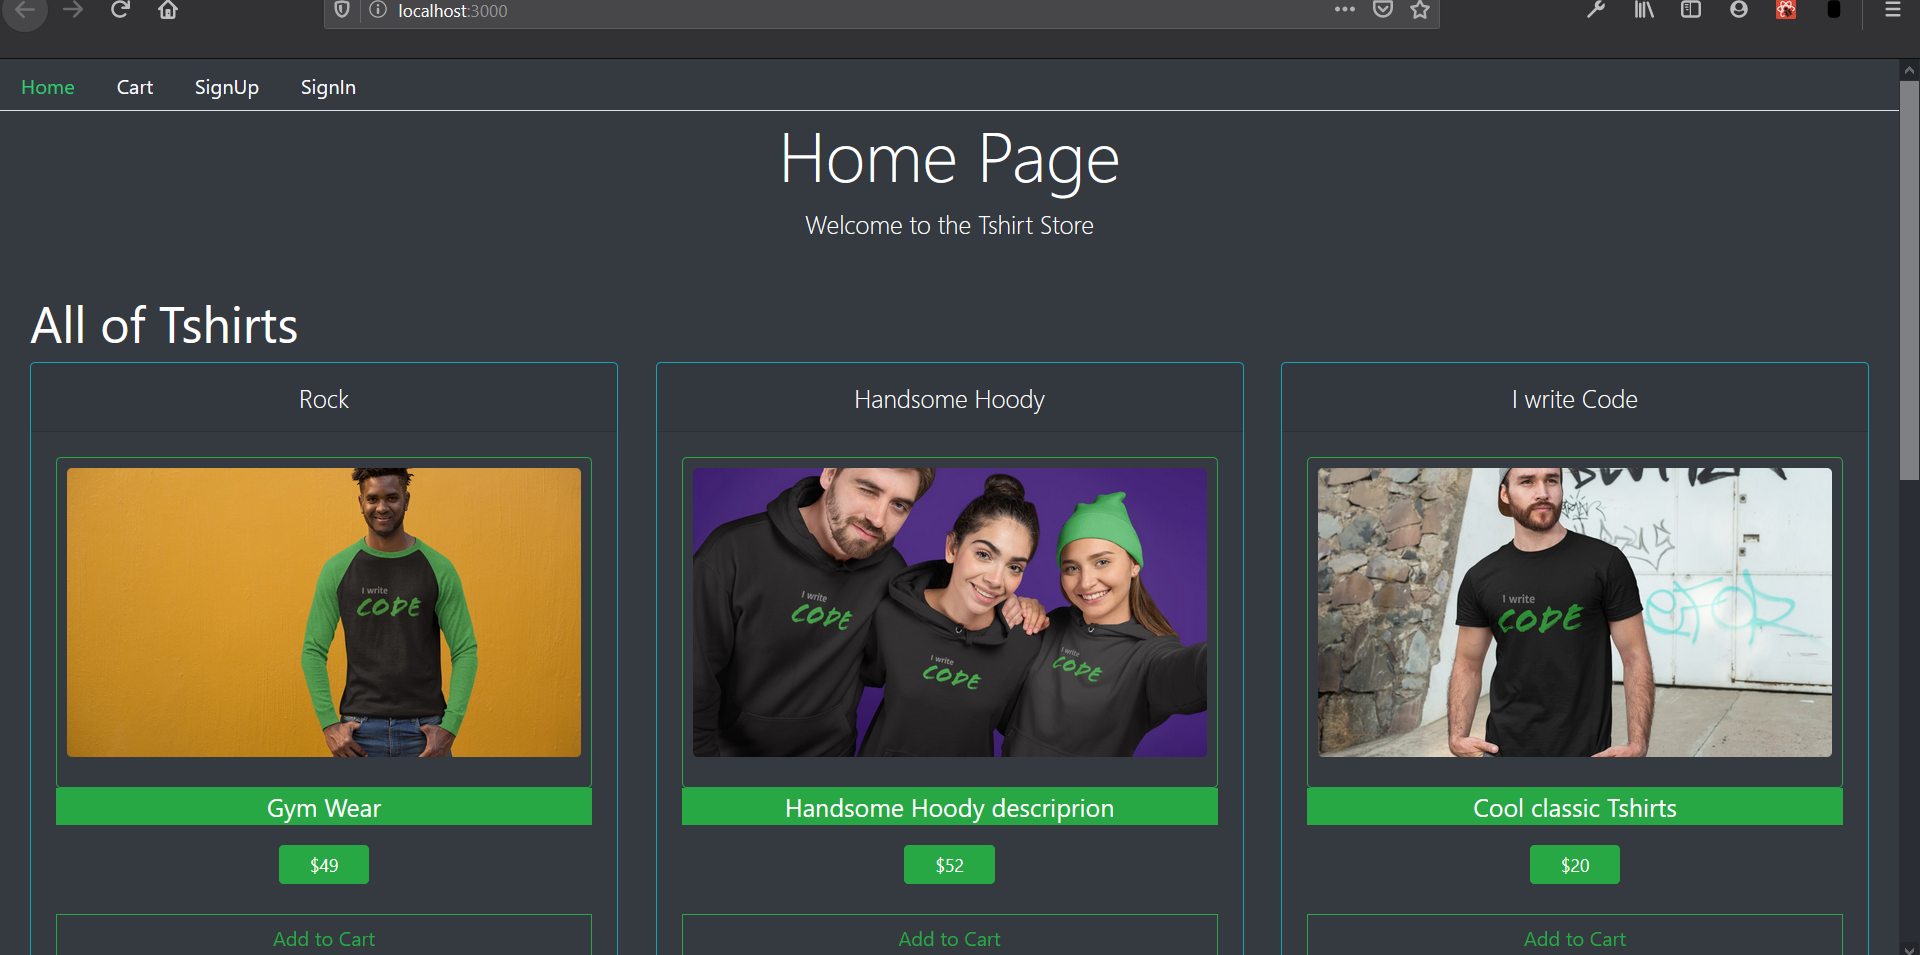 localhost:3000
Home Cart SignUp SignIn
Home Page
Welcome to the Tshirt Store
All of Tshirts
Rock
I write
CODE
Gym Wear
$49
Add to Cart
Handsome Hoody
I write
CODE
I write
CODE
I write
CODE
Handsome Hoody descriprion
$52
Add to Cart
I write Code
I write
CODE
Cool classic Tshirts
$20
Add to Cart